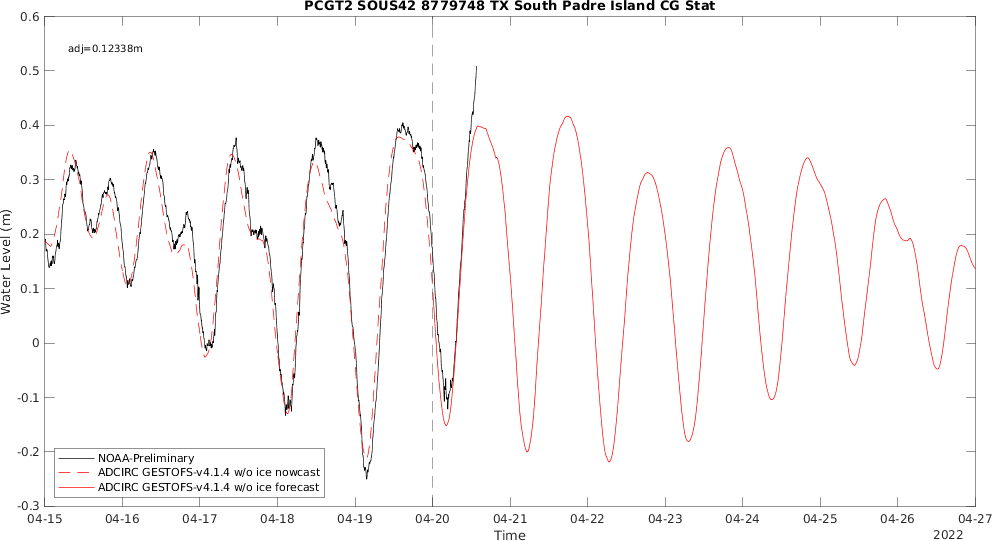 PCGT2 SOUS42 8779748 TX South Padre Island CG Stat
0.6
adj=0.12338m
0.5
0.4
0.3
0.2
0.1
0
-0.1
-0.2
-0.3
Water Level (m)
NOAA-Preliminary
ADCIRC GESTOFS-v4.1.4 w/o ice nowcast
ADCIRC GESTOFS-v4.1.4 w/o ice forecast
04-15 04-16 04-17 04-18 04-19 04-20 04-21 04-22 04-23 04-24 04-25 04-26 04-27
Time
2022